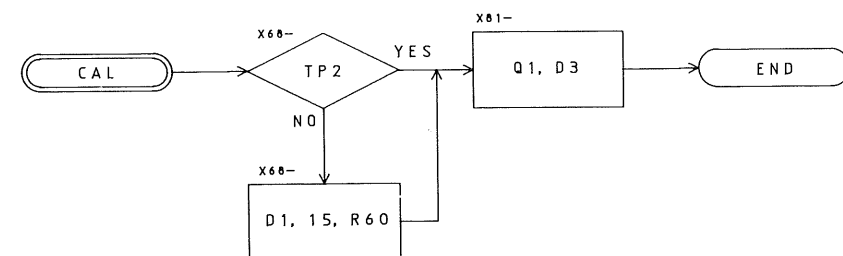 X68-
X81-
YES
CAL
TP2
Q1, D3
END
NO
X68-
D1, 15, R60